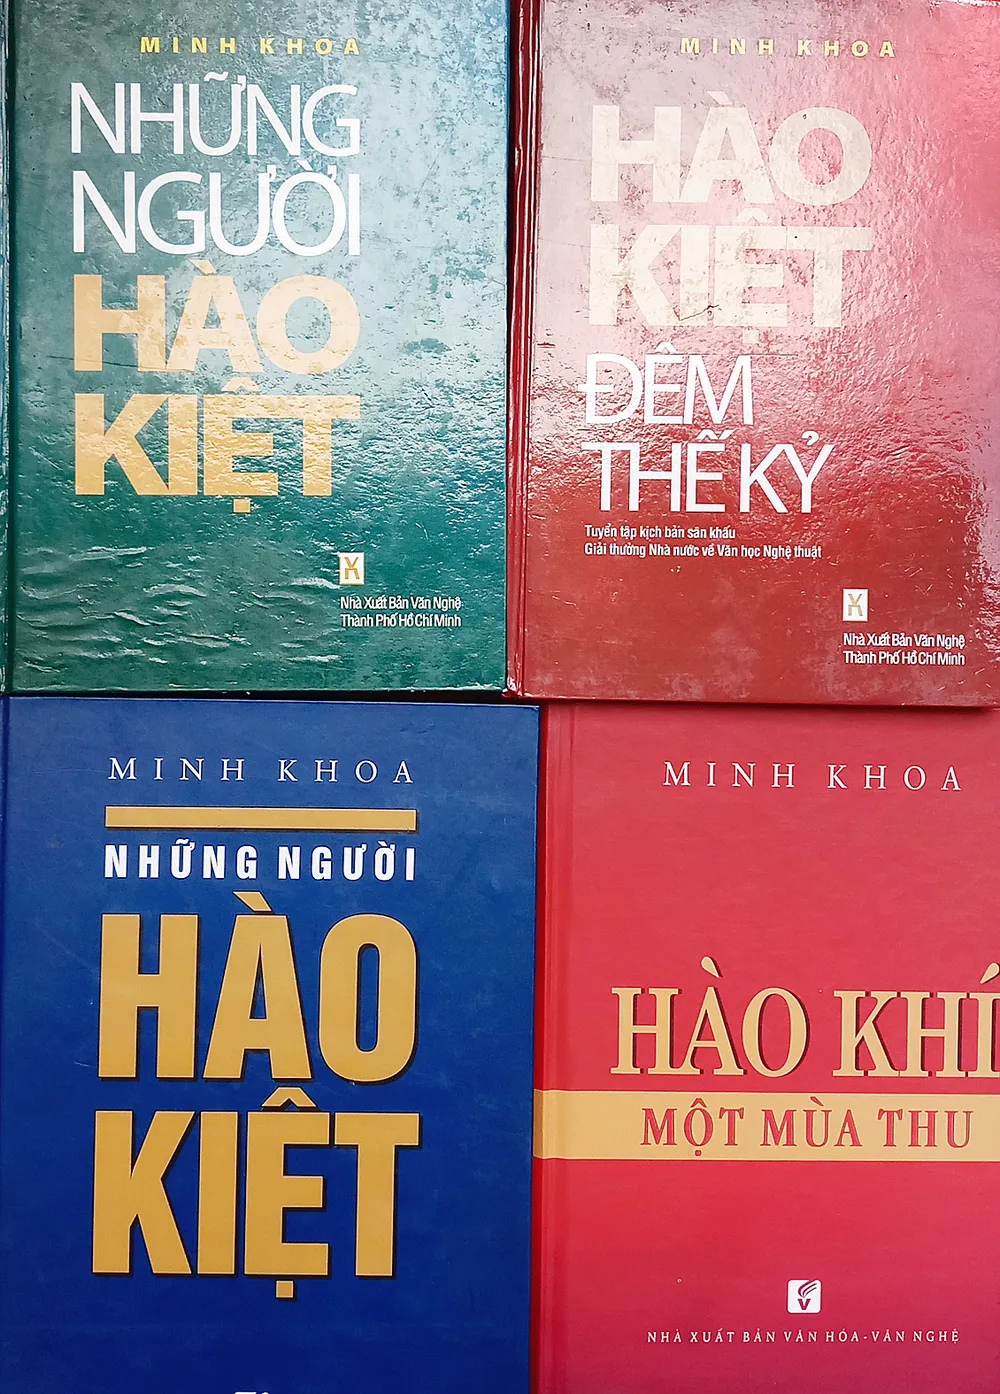 MINH KHOA
NHỮNG
NGƯỜI
HÀO
KIỆT
Nhà Xuất Bản Văn Nghệ
Thành Phố Hồ Chí Minh
MINH KHOA
HÀO
KIỆT
ĐÊM
THẾ KỶ
Tuyển tập kịch bản sân khấu
Giải thưởng Nhà nước về Văn học Nghệ thuật
Nhà Xuất Bản Văn Nghệ
Thành Phố Hồ Chí Minh
MINH KHOA
NHỮNG NGƯỜI
HÀO
KIỆT
MINH KHOA
HÀO KHÍ
MỘT MÙA THU
V
NHÀ XUẤT BẢN VĂN HÓA - VĂN NGHỆ